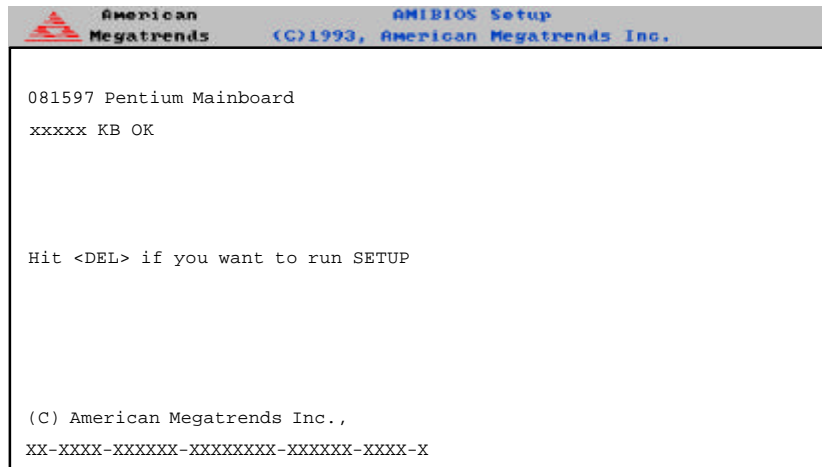 American
Megatrends
AMIBIOS Setup
(C)1993, American Megatrends Inc.
081597 Pentium Mainboard
xxxxx KB OK
Hit <DEL> if you want to run SETUP
(C) American Megatrends Inc.,
XX-XXXX-XXXXXX-XXXXXXXX-XXXXXX-XXXX-X